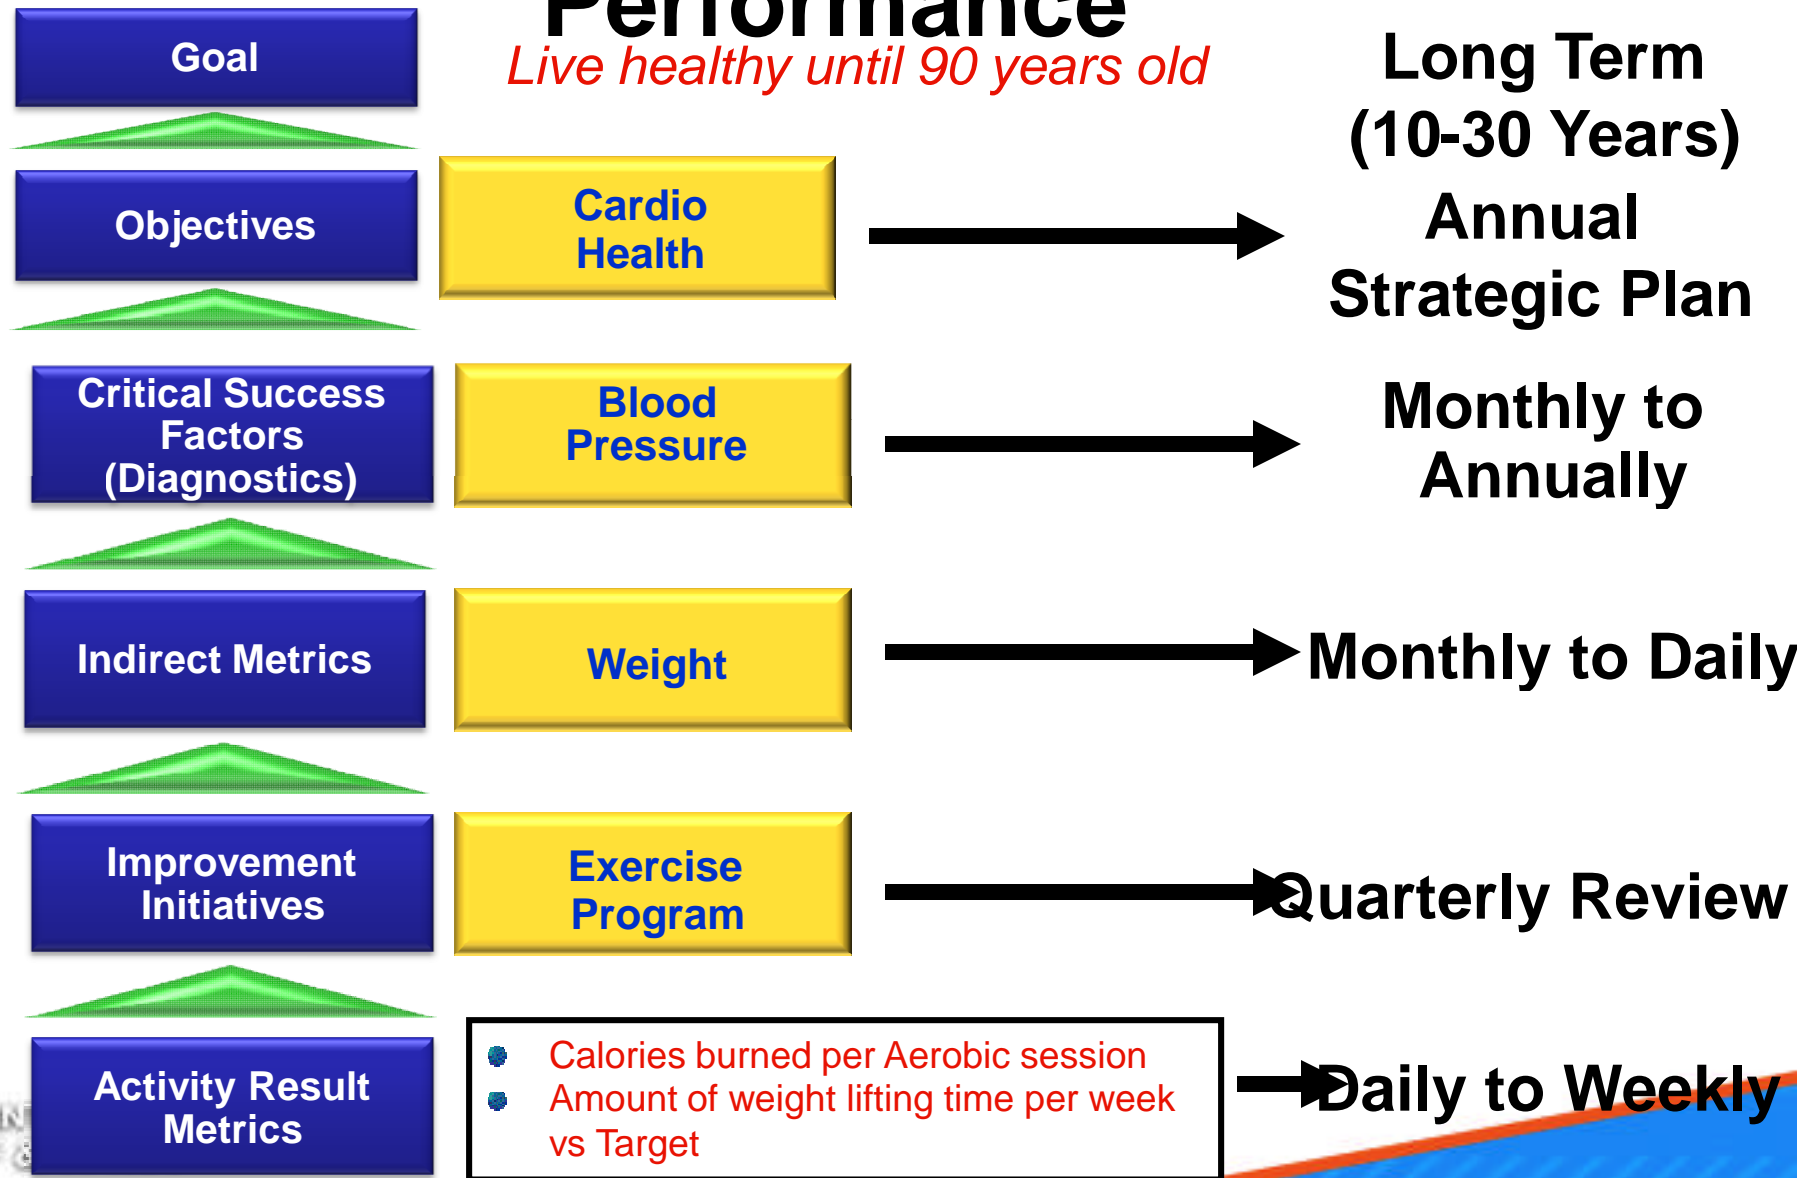 Performance
Goal
Live healthy until 90 years old
Long Term
(10-30 Years)
Objectives
Cardio
Health
Annual
Strategic Plan
Critical Success
Factors
(Diagnostics)
Blood
Pressure
Monthly to
Annually
Indirect Metrics
Weight
Monthly to Daily
Improvement
Initiatives
Exercise
Program
Quarterly Review
Activity Result
Metrics
Calories burned per Aerobic session
Amount of weight lifting time per week
vs Target
Daily to Weekly